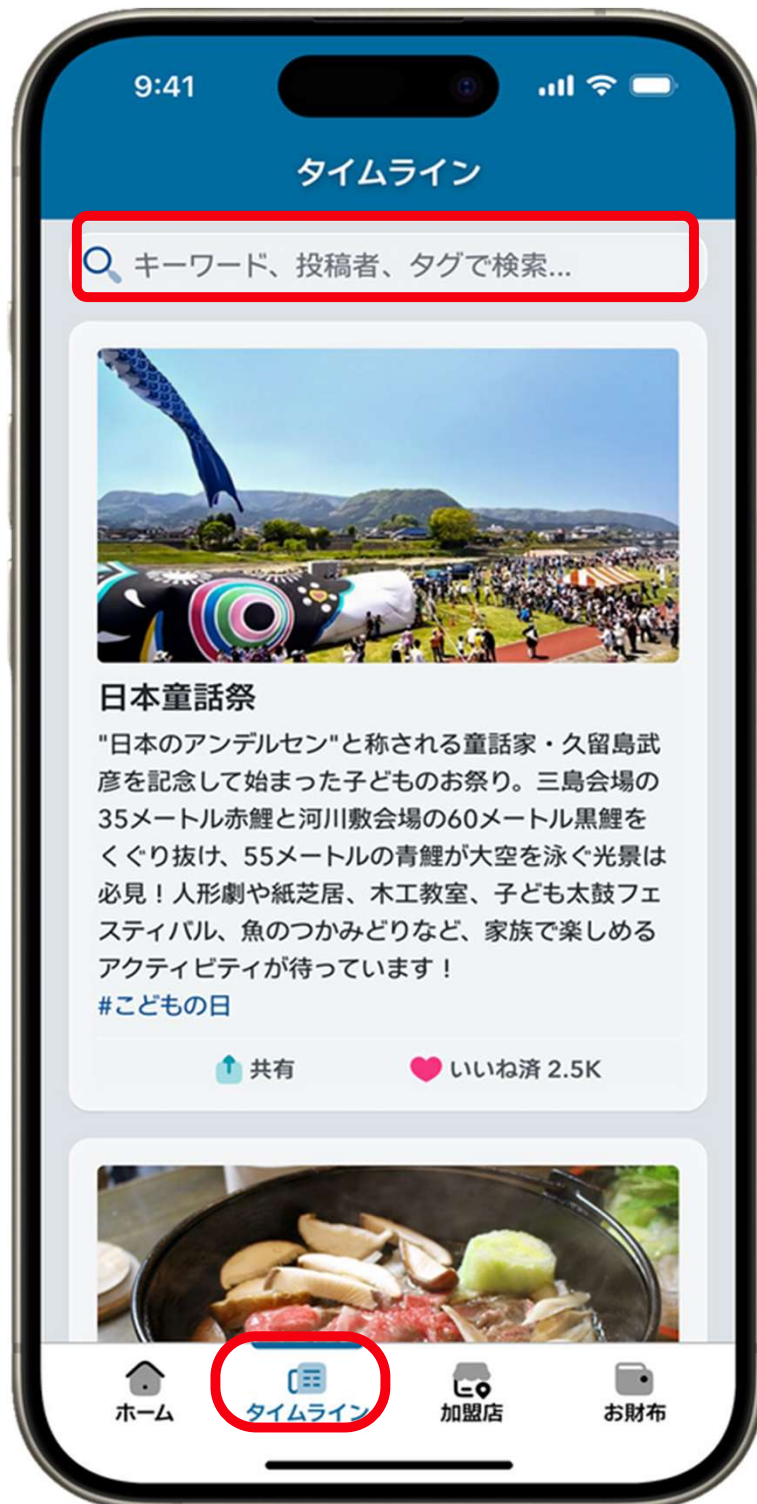 9:41
タイムライン
キーワード、投稿者、タグで検索...
日本童話祭
"日本のアンデルセン"と称される童話家・久留島武
彦を記念して始まった子どものお祭り。三島会場の
35メートル赤鯉と河川敷会場の60メートル黒鯉を
くぐり抜け、55メートルの青鯉が大空を泳ぐ光景は
必見！人形劇や紙芝居、木工教室、子ども太鼓フェ
スティバル、魚のつかみどりなど、家族で楽しめる
アクティビティが待っています！
#こどもの日
共有 いいね済 2.5K
ホーム タイムライン 加盟店 お財布